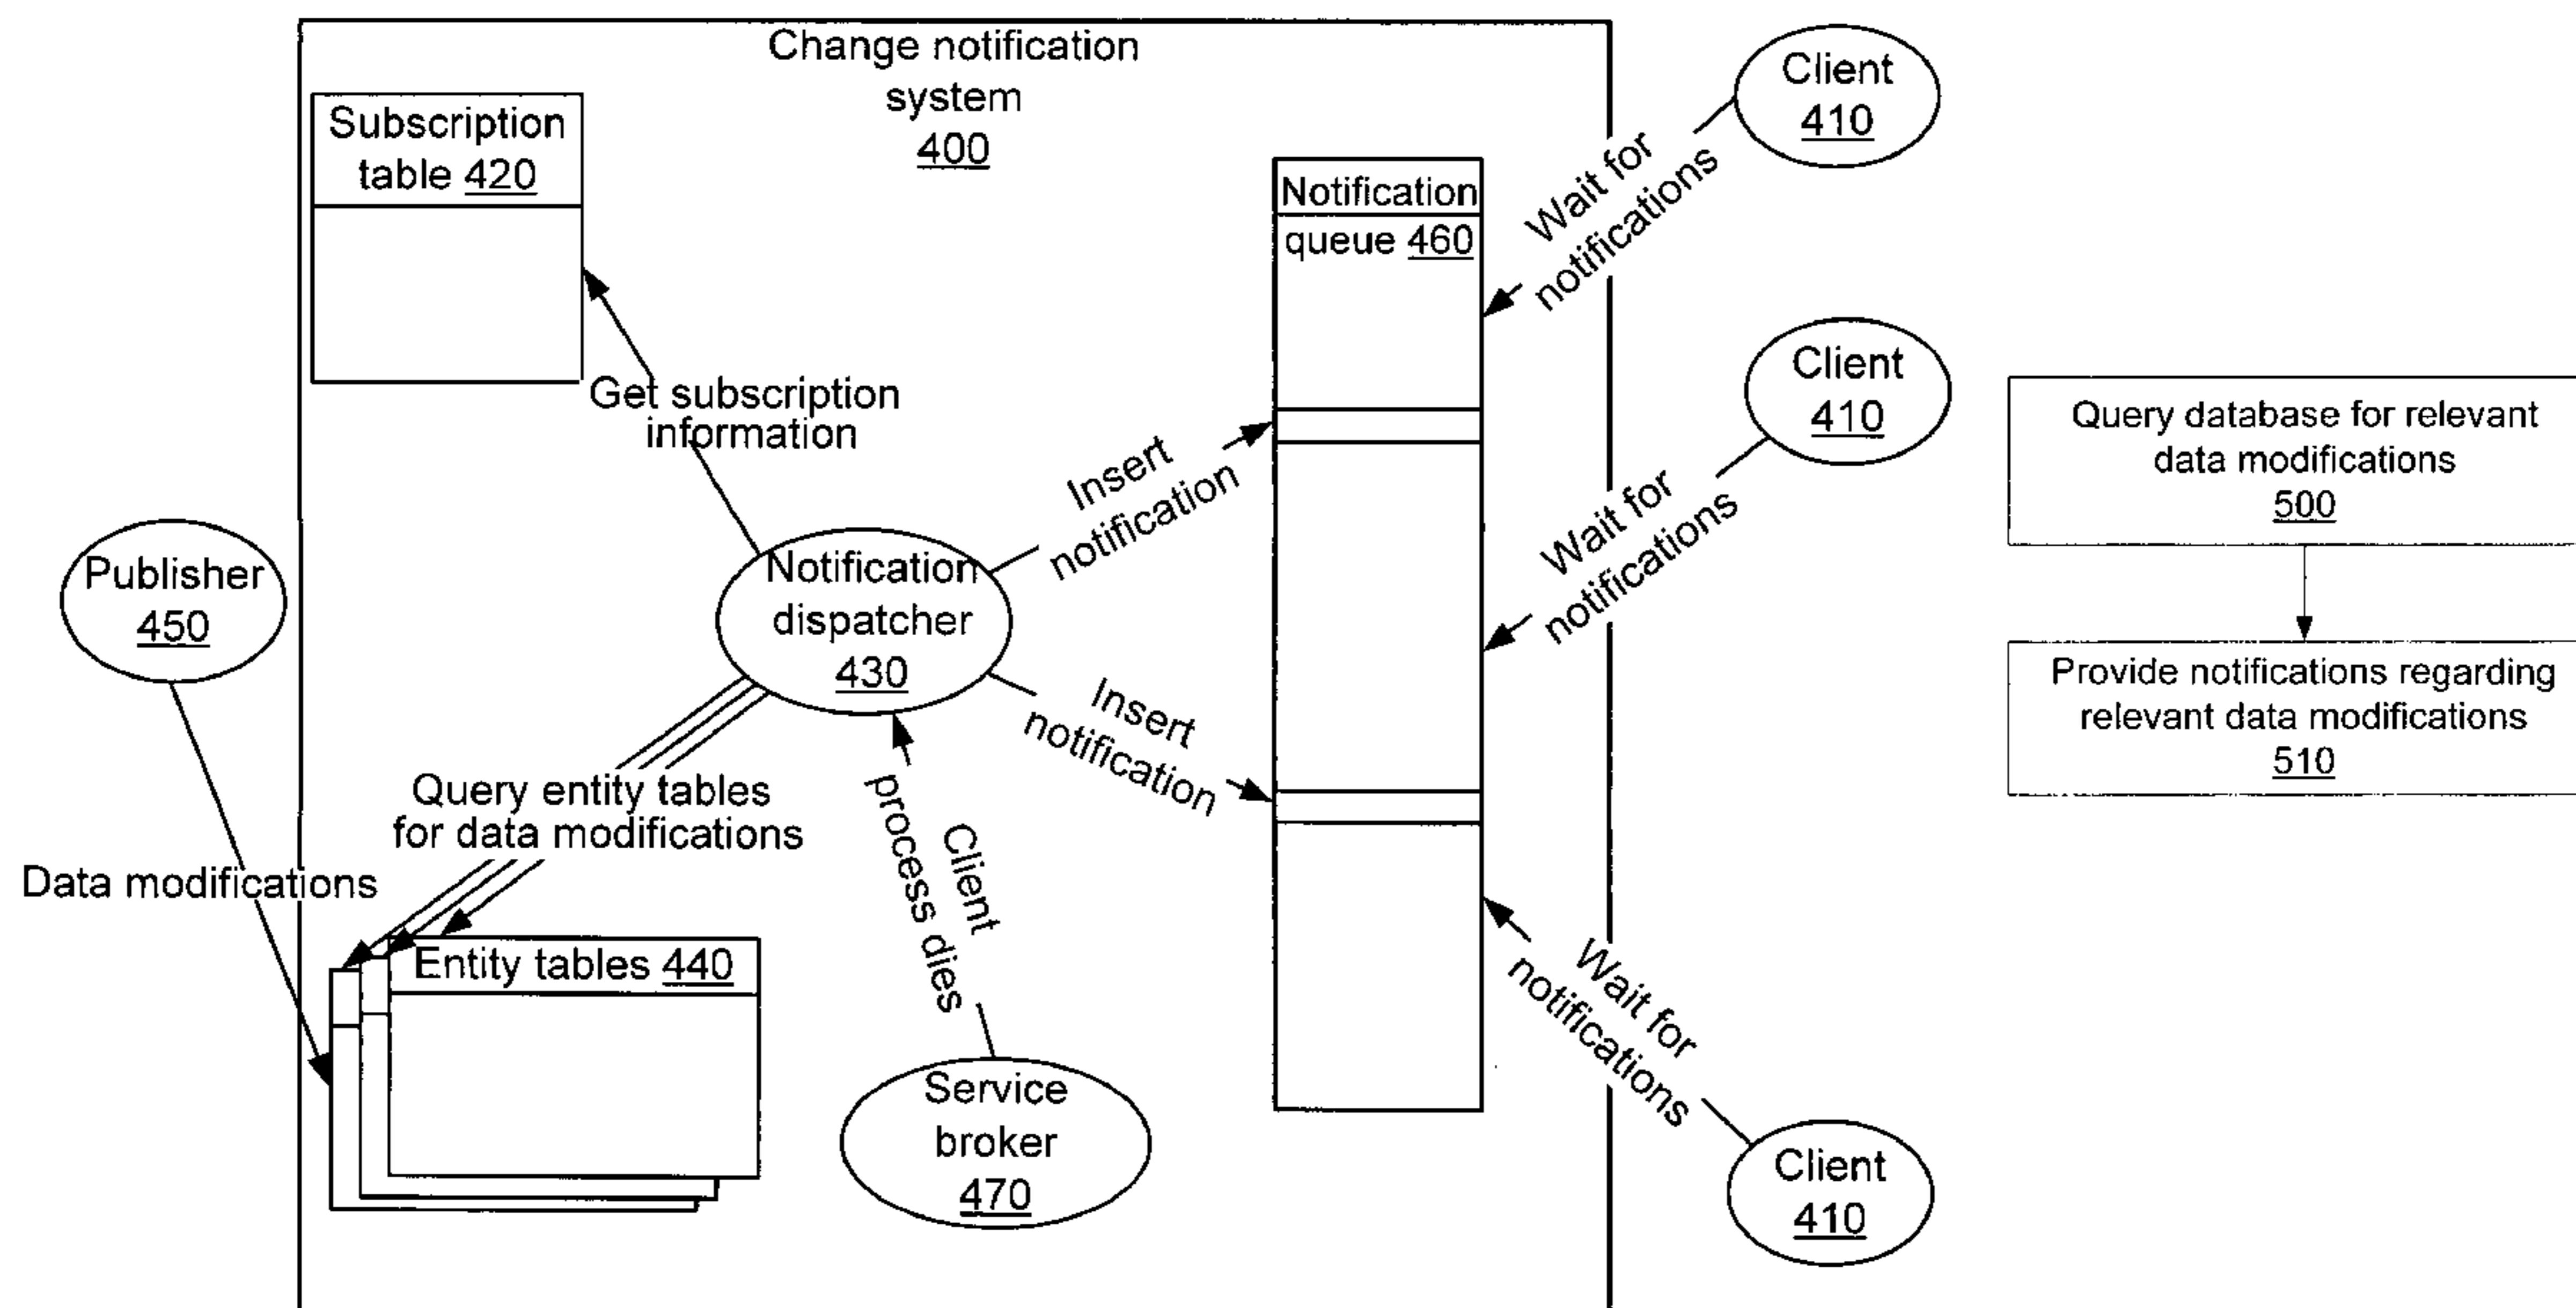 Change notification
system
400
Subscription
table 420
Notification
queue 460
Client
410
Wait for
notifications
Get subscription
information
Client
410
Wait for
notifications
Insert
notification
Publisher
450
Notification
dispatcher
430
Insert
notification
Query entity tables
for data modifications
Data modifications
Client
process dies
Entity tables 440
Service
broker
470
Wait for
notifications
Client
410
Query database for relevant
data modifications
500
Provide notifications regarding
relevant data modifications
510